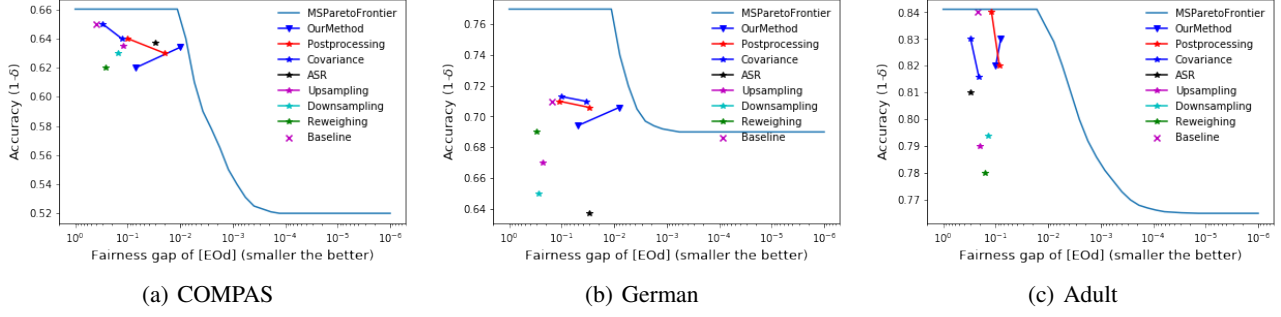 0.66
0.64
0.62
0.60
0.58
0.56
0.54
0.52
Accuracy (1-δ)
10⁰
10⁻¹
10⁻²
10⁻³
10⁻⁴
10⁻⁵
10⁻⁶
Fairness gap of [EOd] (smaller the better)
MSParetoFrontier
OurMethod
Postprocessing
Covariance
ASR
Upsampling
Downsampling
Reweighing
Baseline
(a) COMPAS
0.76
0.74
0.72
0.70
0.68
0.66
0.64
Accuracy (1-δ)
10⁰
10⁻¹
10⁻²
10⁻³
10⁻⁴
10⁻⁵
10⁻⁶
Fairness gap of [EOd] (smaller the better)
MSParetoFrontier
OurMethod
Postprocessing
Covariance
ASR
Upsampling
Downsampling
Reweighing
Baseline
(b) German
0.84
0.83
0.82
0.81
0.80
0.79
0.78
0.77
Accuracy (1-δ)
10⁰
10⁻¹
10⁻²
10⁻³
10⁻⁴
10⁻⁵
10⁻⁶
Fairness gap of [EOd] (smaller the better)
MSParetoFrontier
OurMethod
Postprocessing
Covariance
ASR
Upsampling
Downsampling
Reweighing
Baseline
(c) Adult